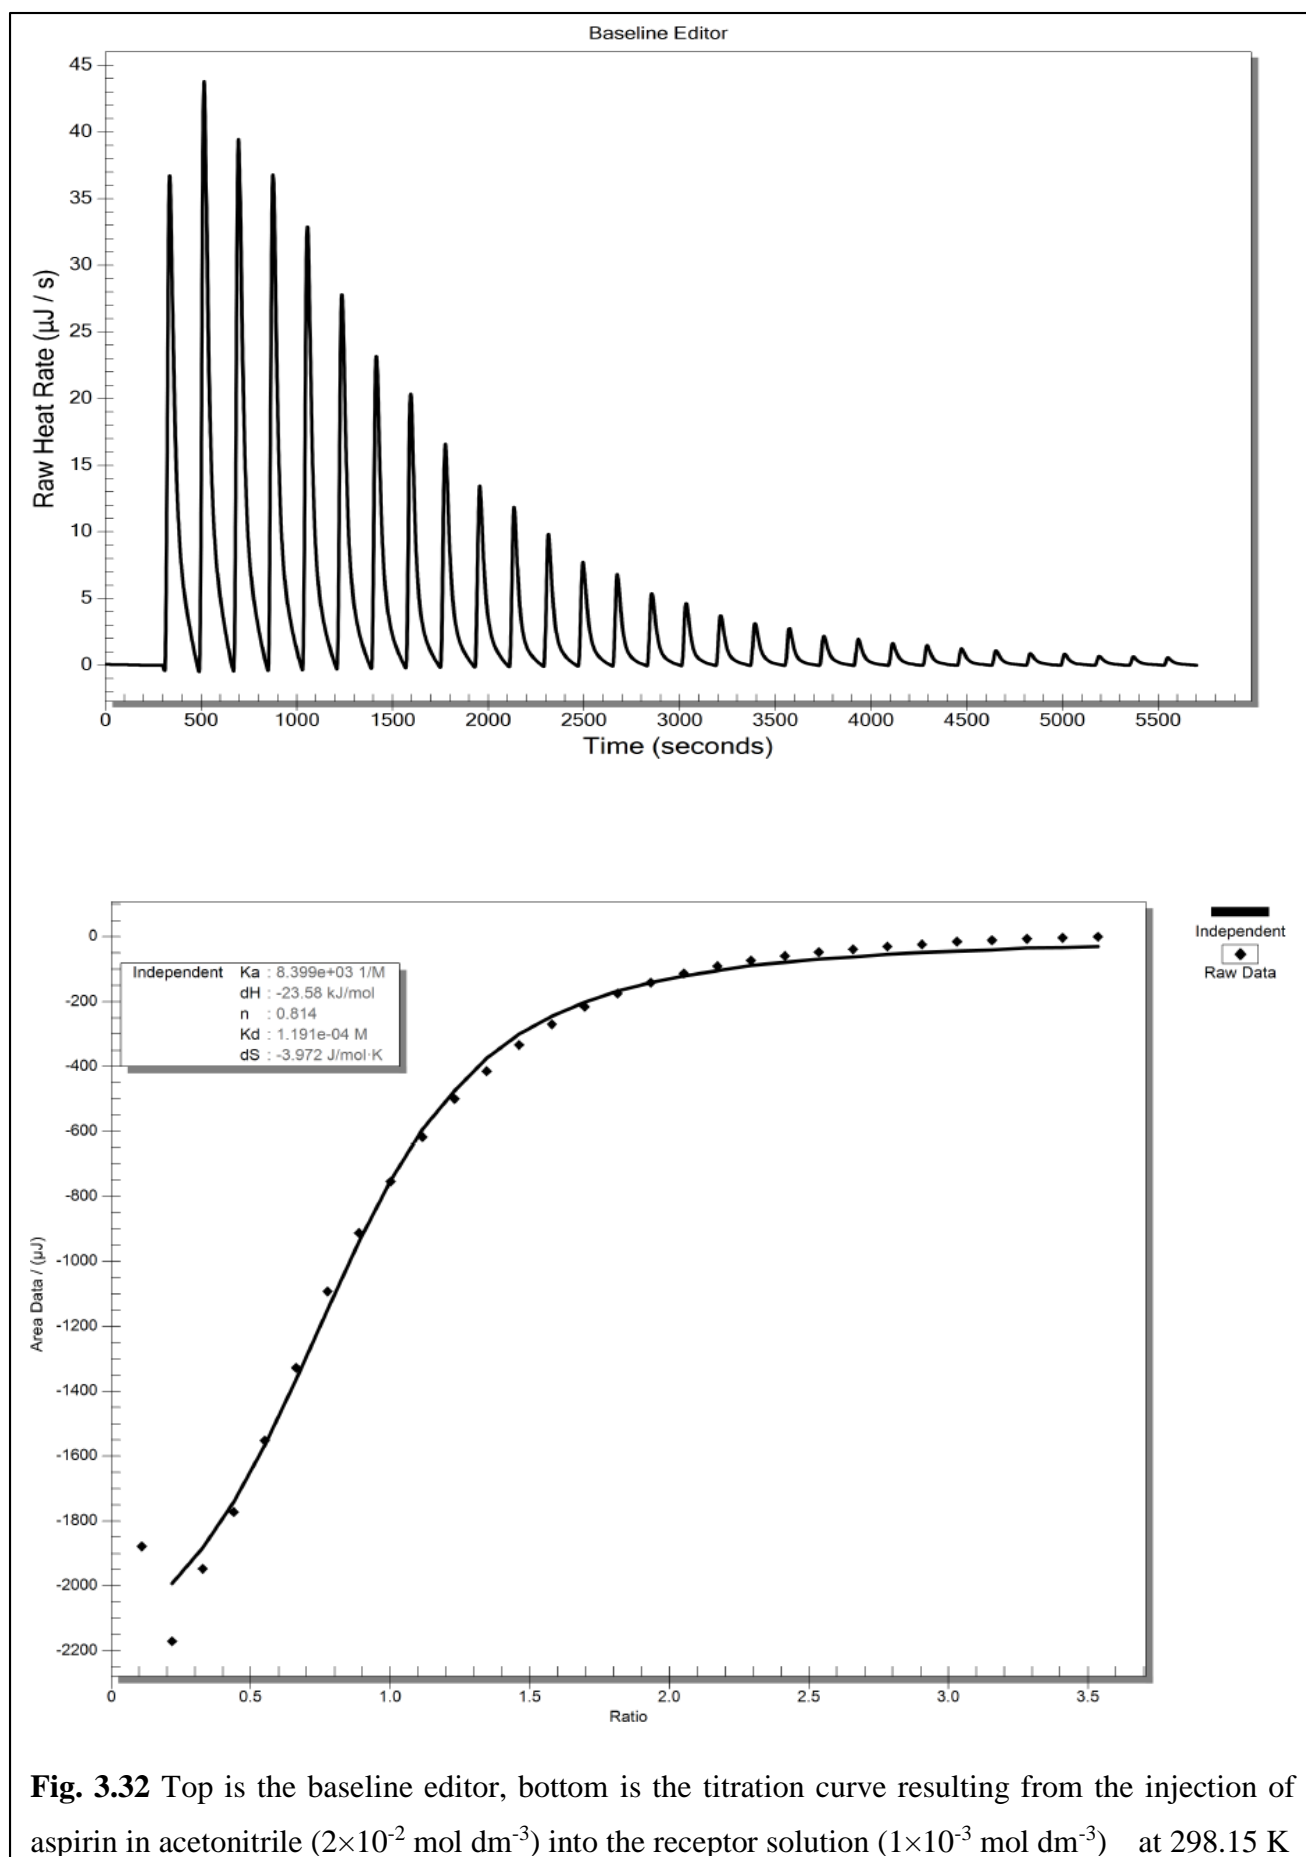 Baseline Editor
45
40
35
30
25
20
15
10
5
0
Raw Heat Rate (µJ / s)
0 500 1000 1500 2000 2500 3000 3500 4000 4500 5000 5500
Time (seconds)
0
-200
-400
-600
-800
-1000
-1200
-1400
-1600
-1800
-2000
-2200
Area Data / (µJ)
Independent Ka : 8.399e+03 1/M
dH : -23.58 kJ/mol
n : 0.814
Kd : 1.191e-04 M
dS : -3.972 J/mol·K
Independent
Raw Data
0 0.5 1.0 1.5 2.0 2.5 3.0 3.5
Ratio
Fig. 3.32 Top is the baseline editor, bottom is the titration curve resulting from the injection of
aspirin in acetonitrile (2×10⁻² mol dm⁻³) into the receptor solution (1×10⁻³ mol dm⁻³) at 298.15 K